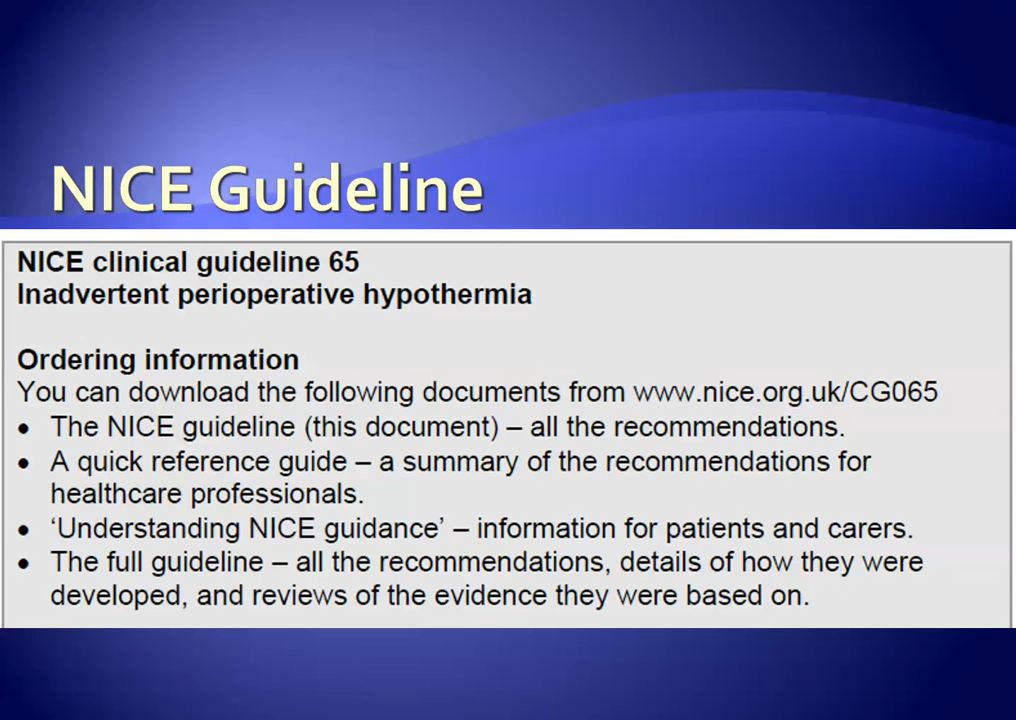 NICE Guideline
NICE clinical guideline 65
Inadvertent perioperative hypothermia
Ordering information
You can download the following documents from www.nice.org.uk/CG065
• The NICE guideline (this document) – all the recommendations.
• A quick reference guide – a summary of the recommendations for
healthcare professionals.
• ‘Understanding NICE guidance’ – information for patients and carers.
• The full guideline – all the recommendations, details of how they were
developed, and reviews of the evidence they were based on.